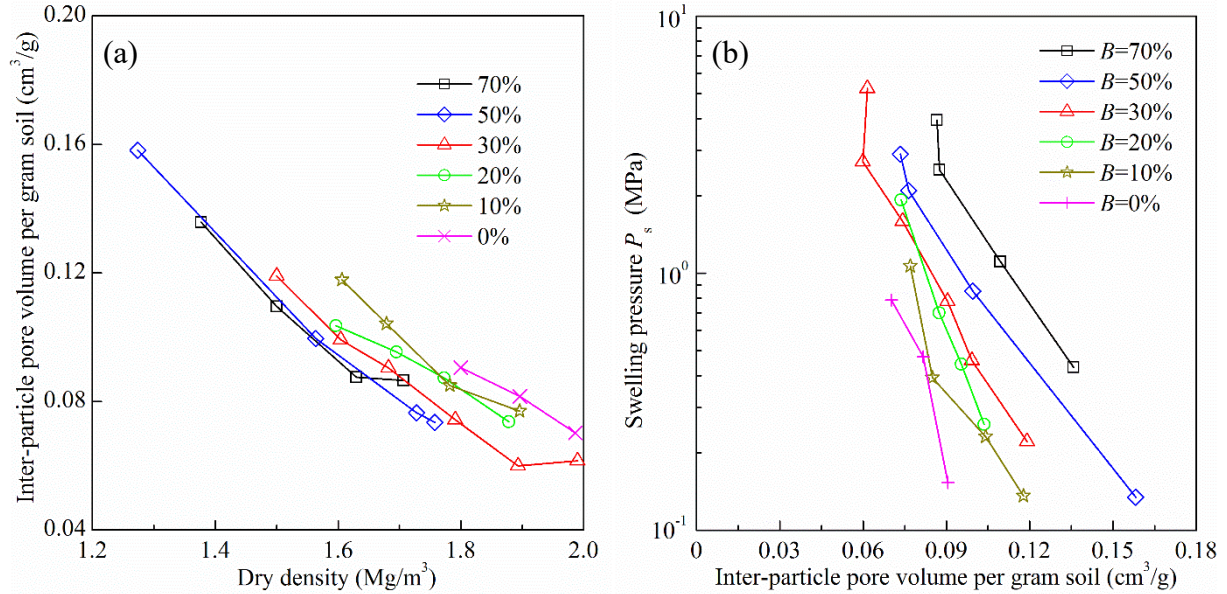 (a)
Inter-particle pore volume per gram soil (cm³/g)
0.20
0.16
0.12
0.08
0.04
70%
50%
30%
20%
10%
0%
1.2
1.4
1.6
1.8
2.0
Dry density (Mg/m³)
(b)
Swelling pressure Pₛ (MPa)
10¹
10⁰
10⁻¹
B=70%
B=50%
B=30%
B=20%
B=10%
B=0%
0
0.03
0.06
0.09
0.12
0.15
0.18
Inter-particle pore volume per gram soil (cm³/g)